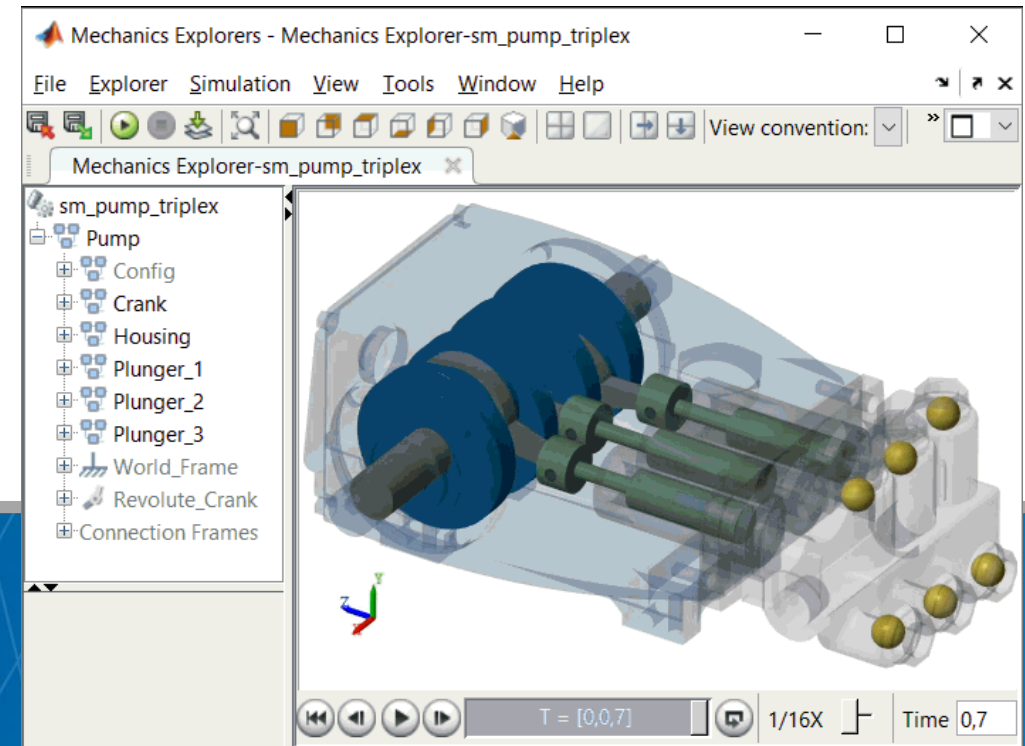 Mechanics Explorers - Mechanics Explorer-sm_pump_triplex
File Explorer Simulation View Tools Window Help
View convention: »
Mechanics Explorer-sm_pump_triplex
sm_pump_triplex
Pump
Config
Crank
Housing
Plunger_1
Plunger_2
Plunger_3
World_Frame
Revolute_Crank
Connection Frames
Y
Z
X
T = [0,0,7] 1/16X Time 0,7